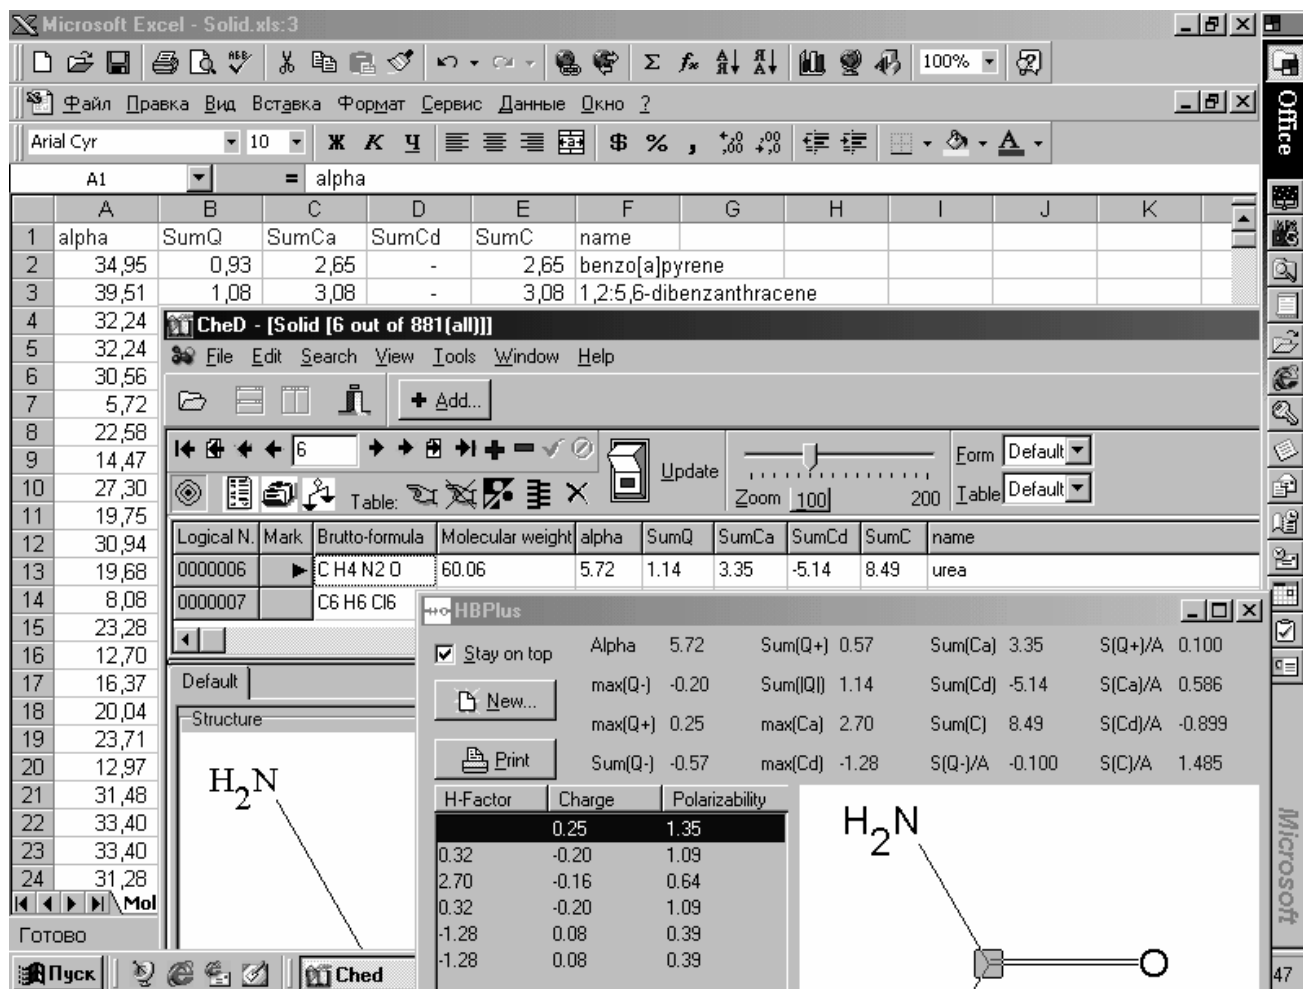 Microsoft Excel - Solid.xls:3
100%
Файл Правка Вид Вставка Формат Сервис Данные Окно ?
Arial Cyr 10 Ж К Ч $ % ,
A1 = alpha
A B C D E F G H I J K
1 alpha SumQ SumCa SumCd SumC name
2 34,95 0,93 2,65 - 2,65 benzo[a]pyrene
3 39,51 1,08 3,08 - 3,08 1,2:5,6-dibenzanthracene
4 32,24
5 32,24
6 30,56
7 5,72
8 22,58
9 14,47
10 27,30
11 19,75
12 30,94
13 19,68
14 8,08
15 23,28
16 12,70
17 16,37
18 20,04
19 23,71
20 12,97
21 31,48
22 33,40
23 33,40
24 31,28
Mol
Готово
CheD - [Solid [6 out of 881(all)]]
File Edit Search View Tools Window Help
Add...
6
Update
Zoom 100 200
Form Default
Table: Table Default
Logical N. Mark Brutto-formula Molecular weight alpha SumQ SumCa SumCd SumC name
0000006 C H4 N2 O 60.06 5.72 1.14 3.35 -5.14 8.49 urea
0000007 C6 H6 Cl6
Default
Structure
H2N
HBPlus
Stay on top
New...
Print
Alpha 5.72 Sum(Q+) 0.57 Sum(Ca) 3.35 S(Q+)/A 0.100
max(Q-) -0.20 Sum(|Q|) 1.14 Sum(Cd) -5.14 S(Ca)/A 0.586
max(Q+) 0.25 max(Ca) 2.70 Sum(C) 8.49 S(Cd)/A -0.899
Sum(Q-) -0.57 max(Cd) -1.28 S(Q-)/A -0.100 S(C)/A 1.485
H-Factor Charge Polarizability
0.25 1.35
0.32 -0.20 1.09
2.70 -0.16 0.64
0.32 -0.20 1.09
-1.28 0.08 0.39
-1.28 0.08 0.39
H2N
O
Office
Microsoft
Пуск Ched 47